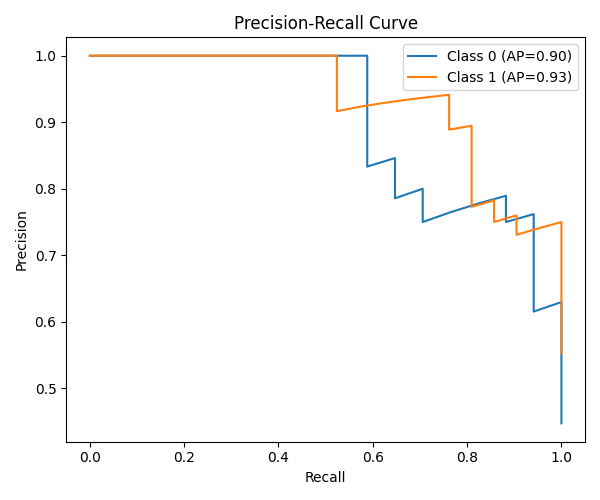 Precision-Recall Curve
Class 0 (AP=0.90)
Class 1 (AP=0.93)
1.0
0.9
0.8
0.7
0.6
0.5
Precision
0.0 0.2 0.4 0.6 0.8 1.0
Recall